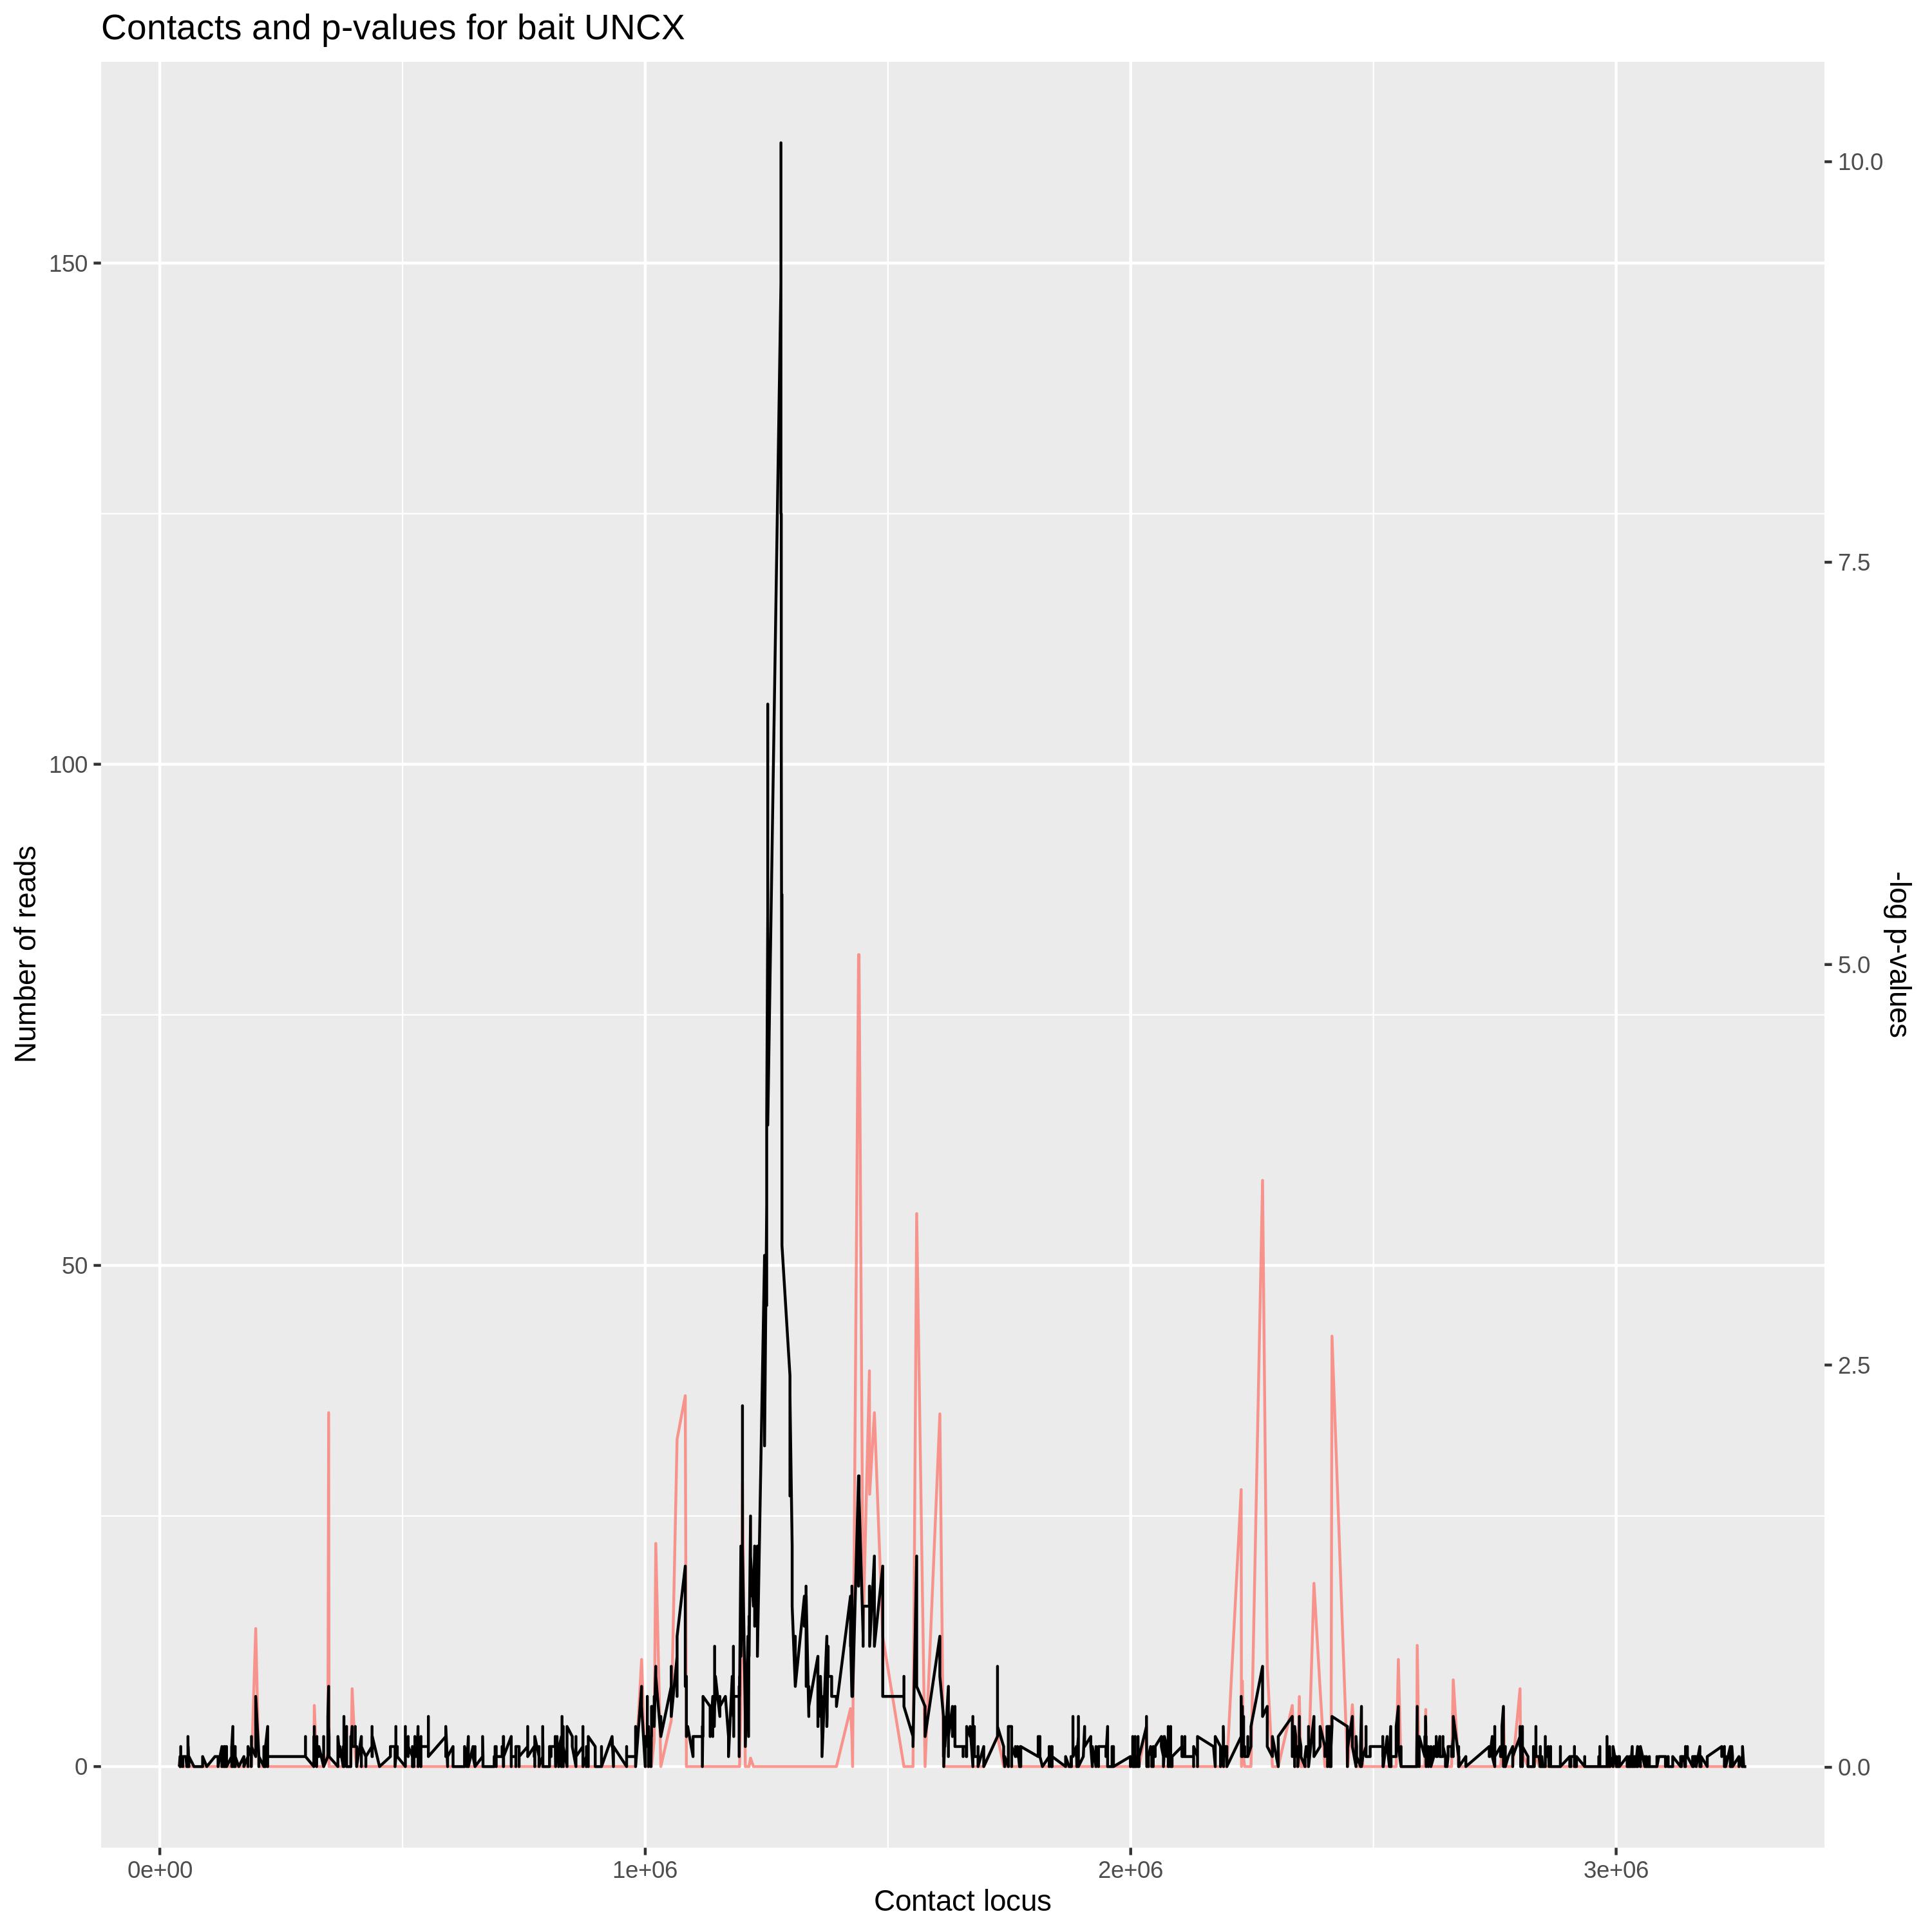 Contacts and p-values for bait UNCX
150
100
50
0
Number of reads
10.0
7.5
5.0
2.5
0.0
-log p-values
0e+00
1e+06
2e+06
3e+06
Contact locus